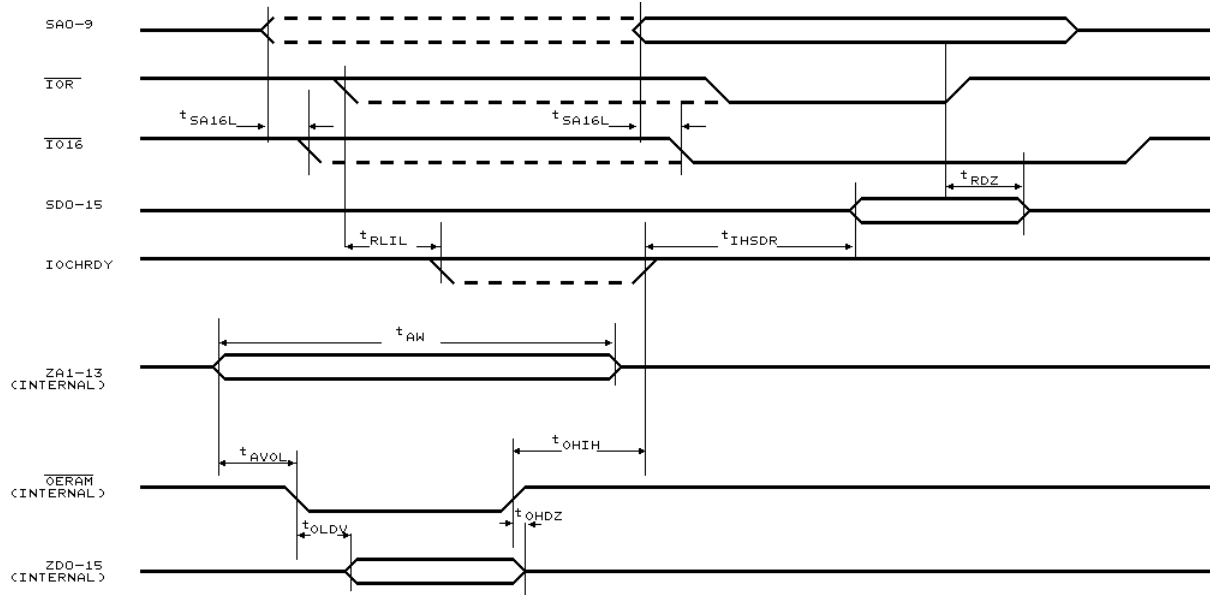 SA0-9
IOR
tSA16L
tSA16L
IO16
tRDZ
SD0-15
tRLIL
tIHSDR
IOCHRDY
tAW
ZA1-13
(INTERNAL)
tOHIH
tAVOL
OERAM
(INTERNAL)
tOHDZ
tOLDV
ZD0-15
(INTERNAL)